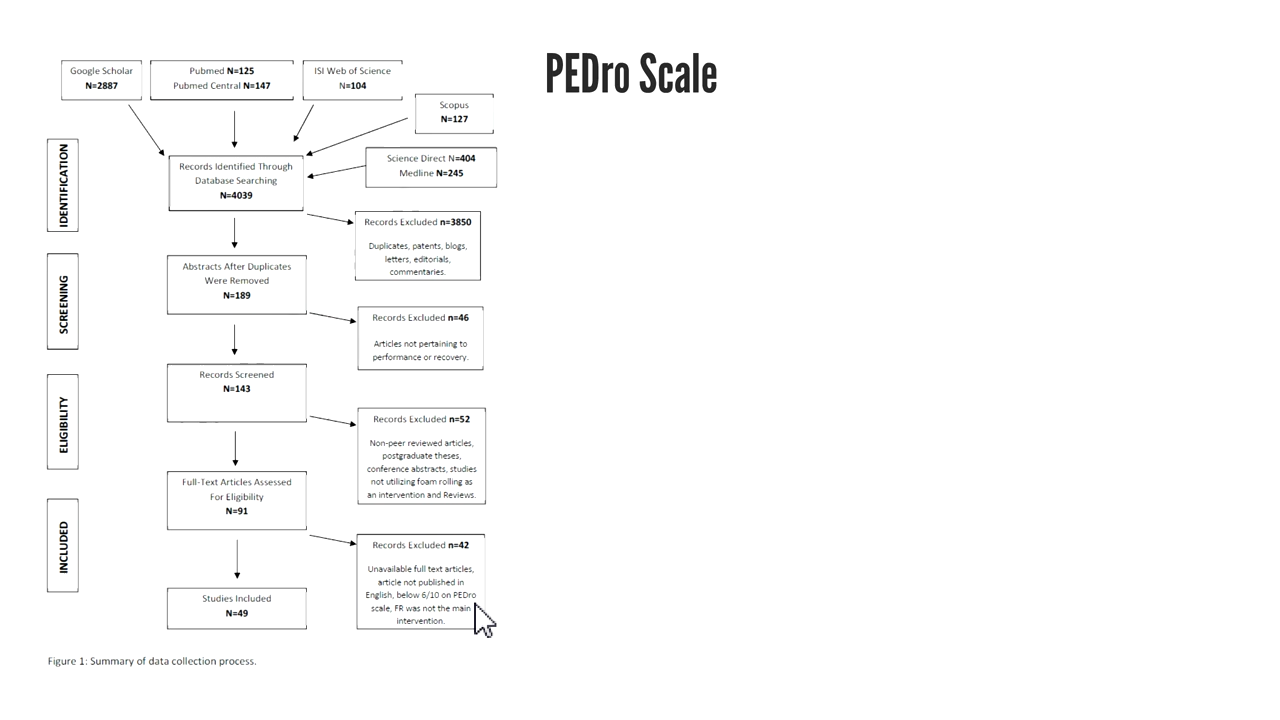 PEDro Scale
Google Scholar
N=2887
Pubmed N=125
Pubmed Central N=147
ISI Web of Science
N=104
Scopus
N=127
Science Direct N=404
Medline N=245
IDENTIFICATION
Records Identified Through
Database Searching
N=4039
Records Excluded n=3850
Duplicates, patents, blogs,
letters, editorials,
commentaries.
SCREENING
Abstracts After Duplicates
Were Removed
N=189
Records Excluded n=46
Articles not pertaining to
performance or recovery.
ELIGIBILITY
Records Screened
N=143
Records Excluded n=52
Non-peer reviewed articles,
postgraduate theses,
conference abstracts, studies
not utilizing foam rolling as
an intervention and Reviews.
Full-Text Articles Assessed
For Eligibility
N=91
INCLUDED
Records Excluded n=42
Unavailable full text articles,
article not published in
English, below 6/10 on PEDro
scale, FR was not the main
intervention.
Studies Included
N=49
Figure 1: Summary of data collection process.